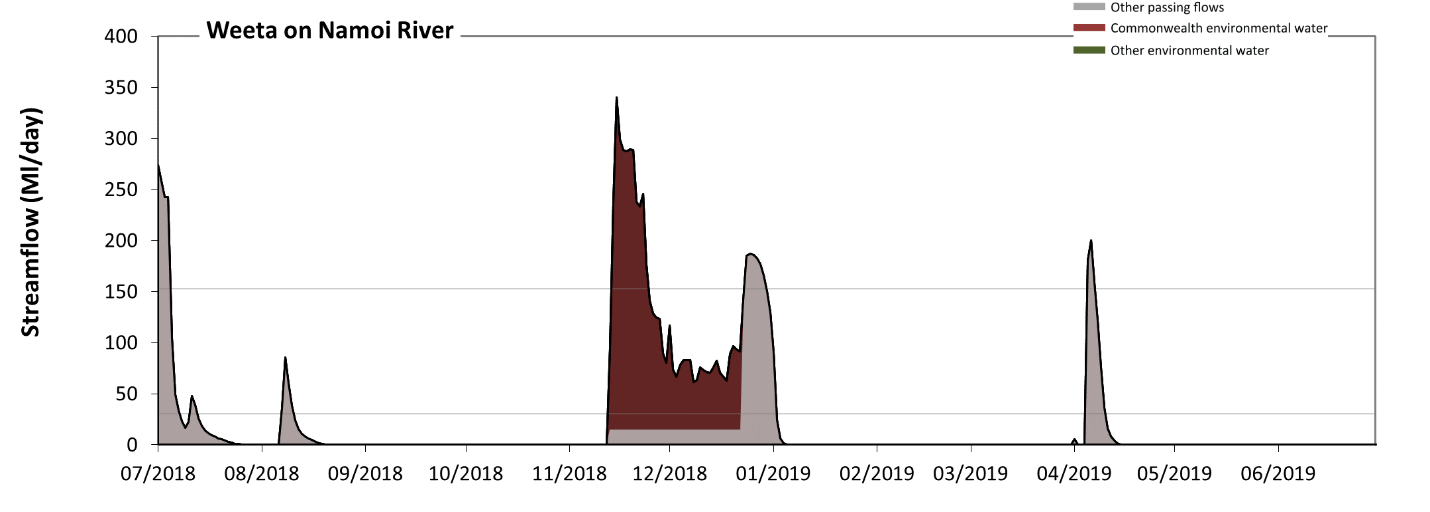 Other passing flows
Commonwealth environmental water
Other environmental water
Weeta on Namoi River
Streamflow (Ml/day)
400
350
300
250
200
150
100
50
0
07/2018 08/2018 09/2018 10/2018 11/2018 12/2018 01/2019 02/2019 03/2019 04/2019 05/2019 06/2019